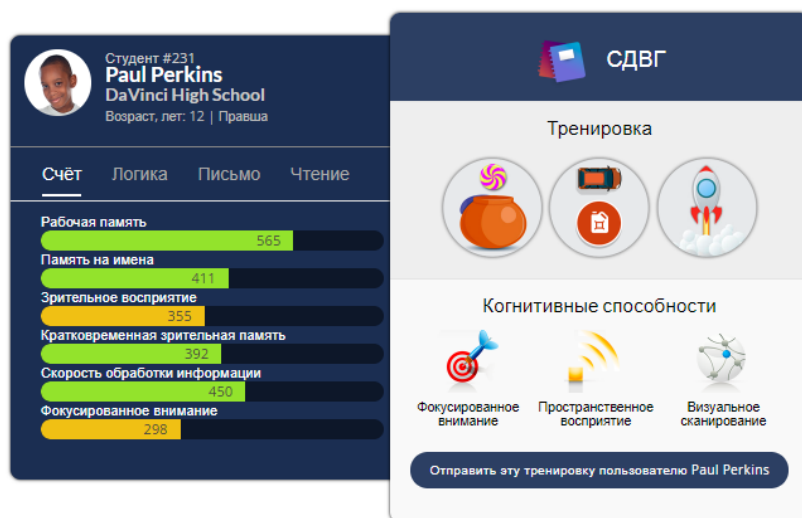 Студент #231
Paul Perkins
DaVinci High School
Возраст, лет: 12 | Правша
Счёт Логика Письмо Чтение
Рабочая память
565
Память на имена
411
Зрительное восприятие
355
Кратковременная зрительная память
392
Скорость обработки информации
450
Фокусированное внимание
298
СДВГ
Тренировка
Когнитивные способности
Фокусированное
внимание
Пространственное
восприятие
Визуальное
сканирование
Отправить эту тренировку пользователю Paul Perkins